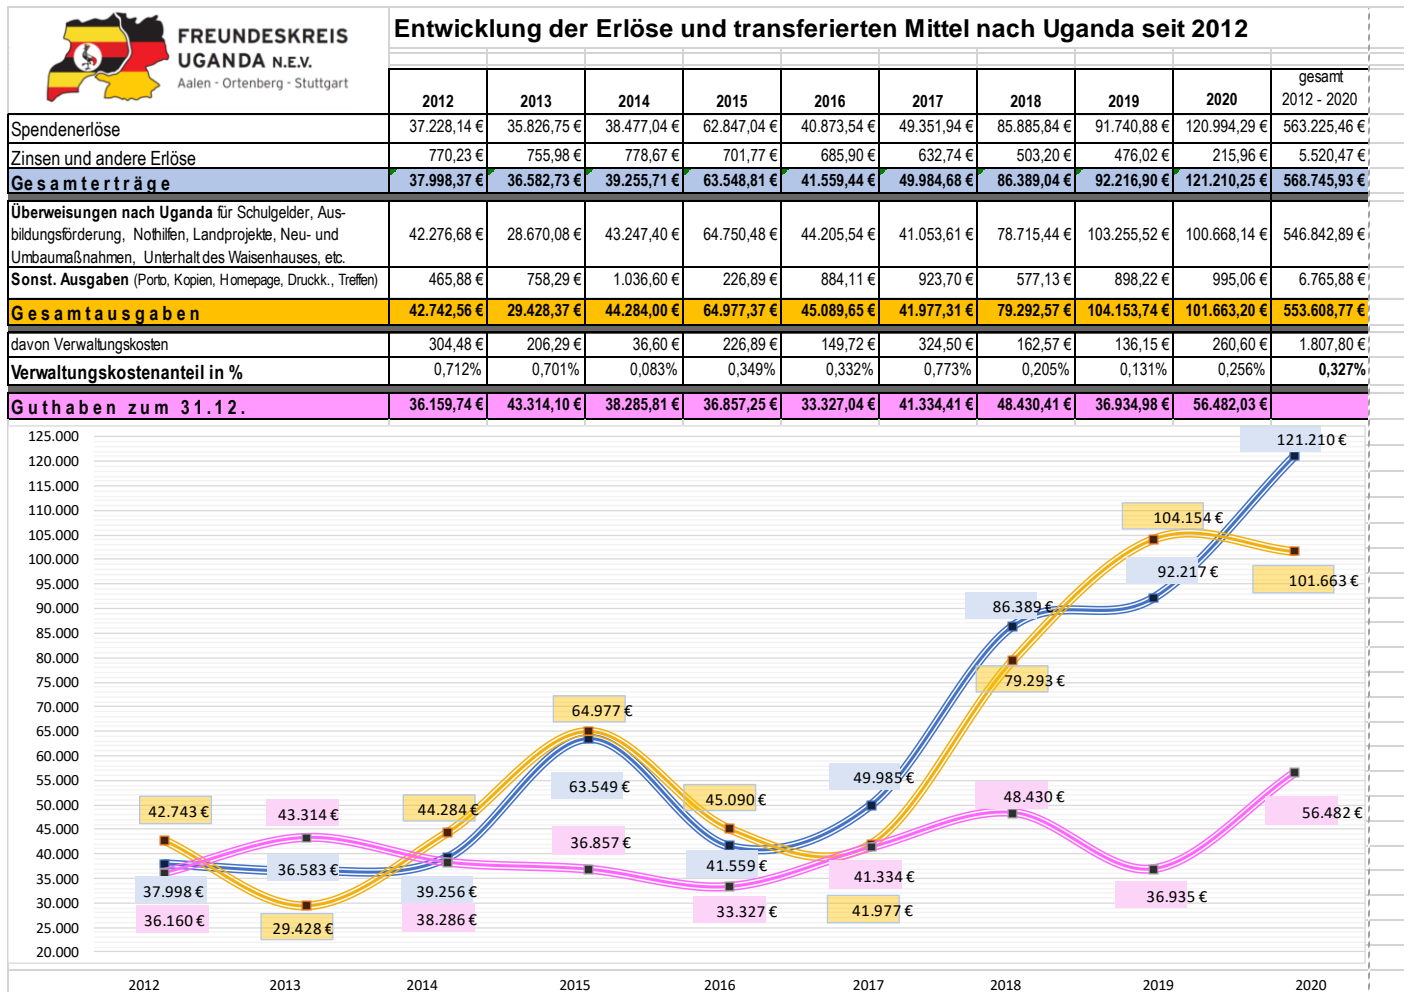 FREUNDESKREIS
UGANDA N.E.V.
Aalen - Ortenberg - Stuttgart
Entwicklung der Erlöse und transferierten Mittel nach Uganda seit 2012
2012 2013 2014 2015 2016 2017 2018 2019 2020 gesamt 2012 - 2020
Spendenerlöse 37.228,14 € 35.826,75 € 38.477,04 € 62.847,04 € 40.873,54 € 49.351,94 € 85.885,84 € 91.740,88 € 120.994,29 € 563.225,46 €
Zinsen und andere Erlöse 770,23 € 755,98 € 778,67 € 701,77 € 685,90 € 632,74 € 503,20 € 476,02 € 215,96 € 5.520,47 €
Gesamterträge 37.998,37 € 36.582,73 € 39.255,71 € 63.548,81 € 41.559,44 € 49.984,68 € 86.389,04 € 92.216,90 € 121.210,25 € 568.745,93 €
Überweisungen nach Uganda für Schulgelder, Aus-
bildungsförderung, Nothilfen, Landprojekte, Neu- und
Umbaumaßnahmen, Unterhalt des Waisenhauses, etc.
42.276,68 € 28.670,08 € 43.247,40 € 64.750,48 € 44.205,54 € 41.053,61 € 78.715,44 € 103.255,52 € 100.668,14 € 546.842,89 €
Sonst. Ausgaben (Porto, Kopien, Homepage, Druckk., Treffen) 465,88 € 758,29 € 1.036,60 € 226,89 € 884,11 € 923,70 € 577,13 € 898,22 € 995,06 € 6.765,88 €
Gesamtausgaben 42.742,56 € 29.428,37 € 44.284,00 € 64.977,37 € 45.089,65 € 41.977,31 € 79.292,57 € 104.153,74 € 101.663,20 € 553.608,77 €
davon Verwaltungskosten 304,48 € 206,29 € 36,60 € 226,89 € 149,72 € 324,50 € 162,57 € 136,15 € 260,60 € 1.807,80 €
Verwaltungskostenanteil in % 0,712% 0,701% 0,083% 0,349% 0,332% 0,773% 0,205% 0,131% 0,256% 0,327%
Guthaben zum 31.12. 36.159,74 € 43.314,10 € 38.285,81 € 36.857,25 € 33.327,04 € 41.334,41 € 48.430,41 € 36.934,98 € 56.482,03 €
125.000
120.000
115.000
110.000
105.000
100.000
95.000
90.000
85.000
80.000
75.000
70.000
65.000
60.000
55.000
50.000
45.000
40.000
35.000
30.000
25.000
20.000
121.210 €
104.154 €
92.217 €
101.663 €
86.389 €
79.293 €
64.977 €
63.549 €
49.985 €
48.430 €
56.482 €
42.743 €
43.314 €
44.284 €
45.090 €
36.857 €
36.583 €
41.559 €
41.334 €
37.998 €
39.256 €
36.935 €
36.160 €
38.286 €
33.327 €
41.977 €
29.428 €
2012 2013 2014 2015 2016 2017 2018 2019 2020